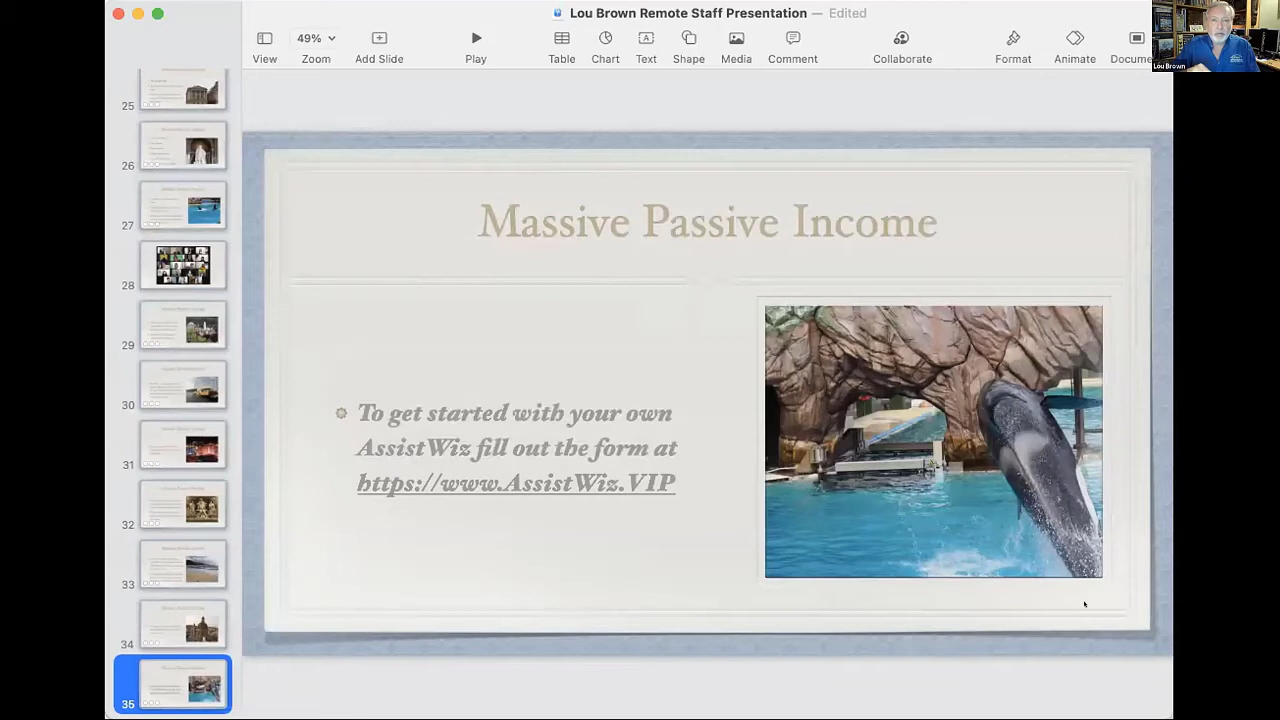 Lou Brown Remote Staff Presentation — Edited
View
49%
Zoom
Add Slide
Play
Table
Chart
Text
Shape
Media
Comment
Collaborate
Format
Animate
Docume
Lou Brown
25
26
27
28
29
30
31
32
33
34
35
Massive Passive Income
To get started with your own
AssistWiz fill out the form at
https://www.AssistWiz.VIP